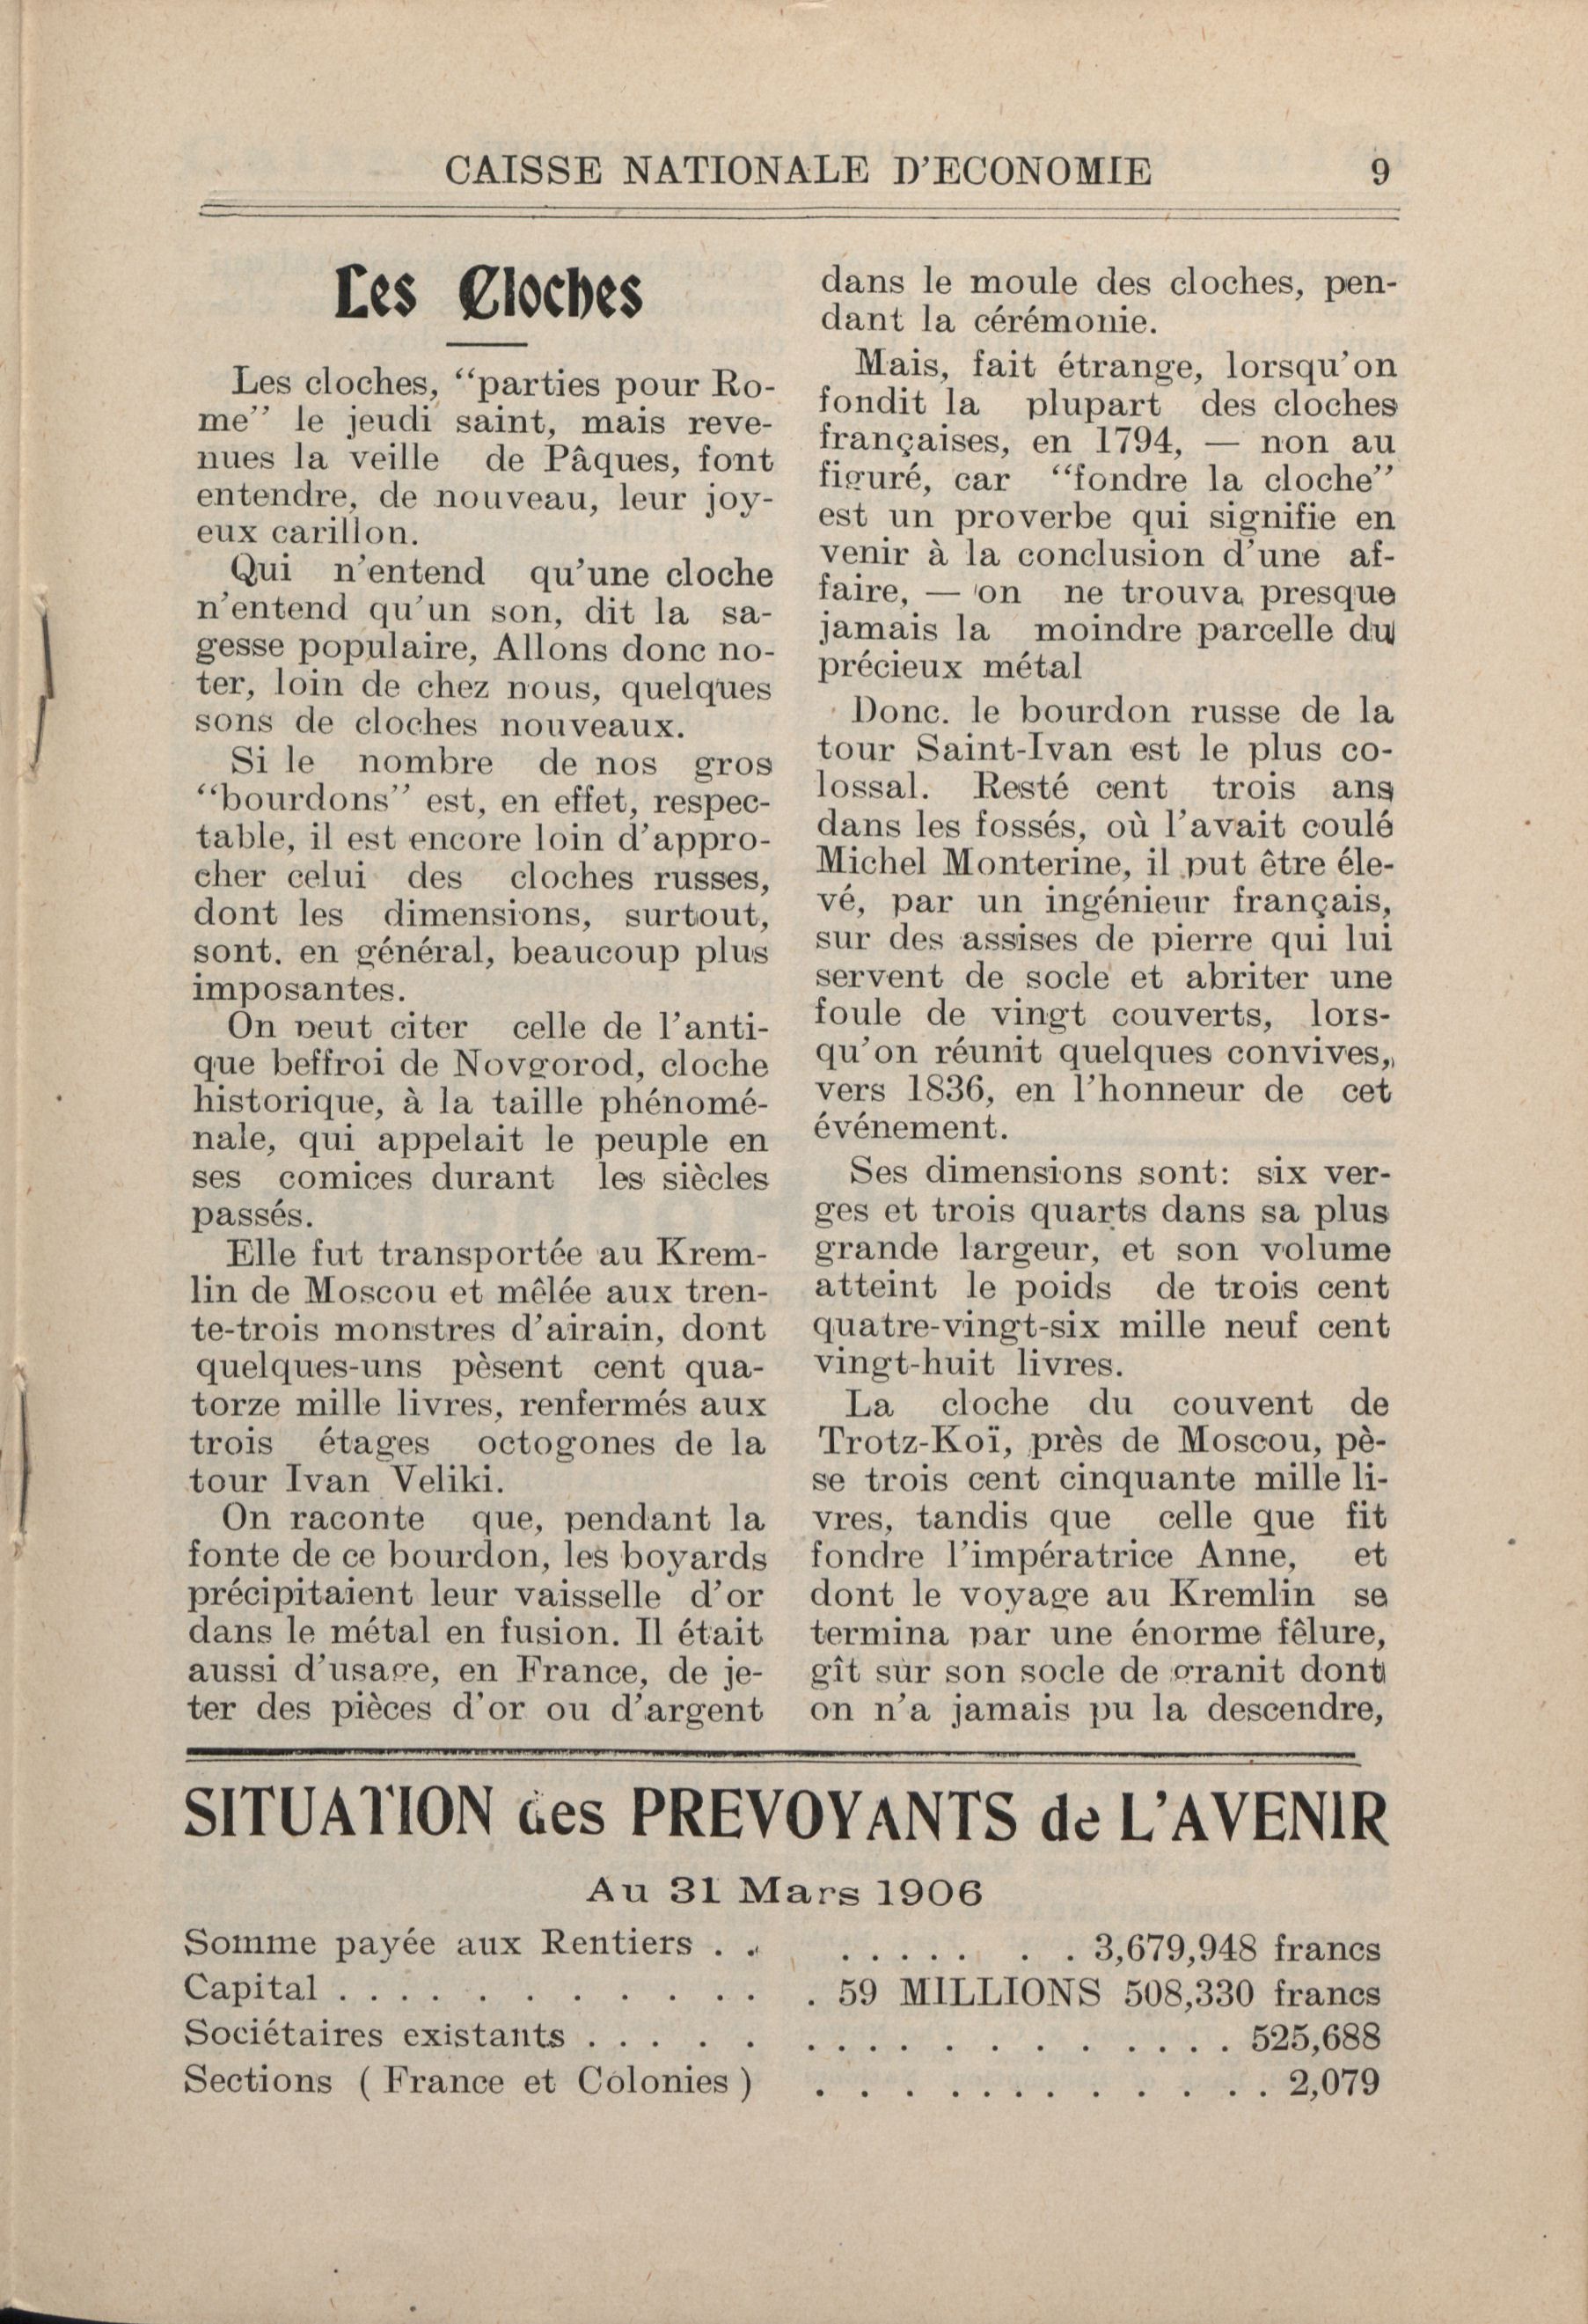 CAISSE NATIONALE D'ECONOMIE 9
Les Cloches
Les cloches, “parties pour Ro-
me” le jeudi saint, mais reve-
nues la veille de Pâques, font
entendre, de nouveau, leur joy-
eux carillon.
Qui n'entend qu'une cloche
n'entend qu'un son, dit la sa-
gesse populaire, Allons donc no-
ter, loin de chez nous, quelques
sons de cloches nouveaux.
Si le nombre de nos gros
“bourdons” est, en effet, respec-
table, il est encore loin d'appro-
cher celui des cloches russes,
dont les dimensions, surtout,
sont. en général, beaucoup plus
imposantes.
On peut citer celle de l'anti-
que beffroi de Novgorod, cloche
historique, à la taille phénomé-
nale, qui appelait le peuple en
ses comices durant les siècles
passés.
Elle fut transportée au Krem-
lin de Moscou et mêlée aux tren-
te-trois monstres d'airain, dont
quelques-uns pèsent cent qua-
torze mille livres, renfermés aux
trois étages octogones de la
tour Ivan Veliki.
On raconte que, pendant la
fonte de ce bourdon, les boyards
précipitaient leur vaisselle d'or
dans le métal en fusion. Il était
aussi d'usage, en France, de je-
ter des pièces d'or ou d'argent
dans le moule des cloches, pen-
dant la cérémonie.
Mais, fait étrange, lorsqu'on
fondit la plupart des cloches
françaises, en 1794, — non au
figuré, car “fondre la cloche”
est un proverbe qui signifie en
venir à la conclusion d'une af-
faire, — on ne trouva presque
jamais la moindre parcelle du
précieux métal
Donc. le bourdon russe de la
tour Saint-Ivan est le plus co-
lossal. Resté cent trois ans
dans les fossés, où l'avait coulé
Michel Monterine, il put être éle-
vé, par un ingénieur français,
sur des assises de pierre qui lui
servent de socle et abriter une
foule de vingt couverts, lors-
qu'on réunit quelques convives,
vers 1836, en l'honneur de cet
événement.
Ses dimensions sont: six ver-
ges et trois quarts dans sa plus
grande largeur, et son volume
atteint le poids de trois cent
quatre-vingt-six mille neuf cent
vingt-huit livres.
La cloche du couvent de
Trotz-Koï, près de Moscou, pè-
se trois cent cinquante mille li-
vres, tandis que celle que fit
fondre l'impératrice Anne, et
dont le voyage au Kremlin se
termina par une énorme fêlure,
gît sur son socle de granit dont
on n'a jamais pu la descendre,
SITUATION des PREVOYANTS de L'AVENIR
Au 31 Mars 1906
Somme payée aux Rentiers . . . . . . . . . 3,679,948 francs
Capital . . . . . . . . . . . . . 59 MILLIONS 508,330 francs
Sociétaires existants . . . . . . . . . . . . . . . . . 525,688
Sections (France et Colonies) . . . . . . . . . . . . 2,079